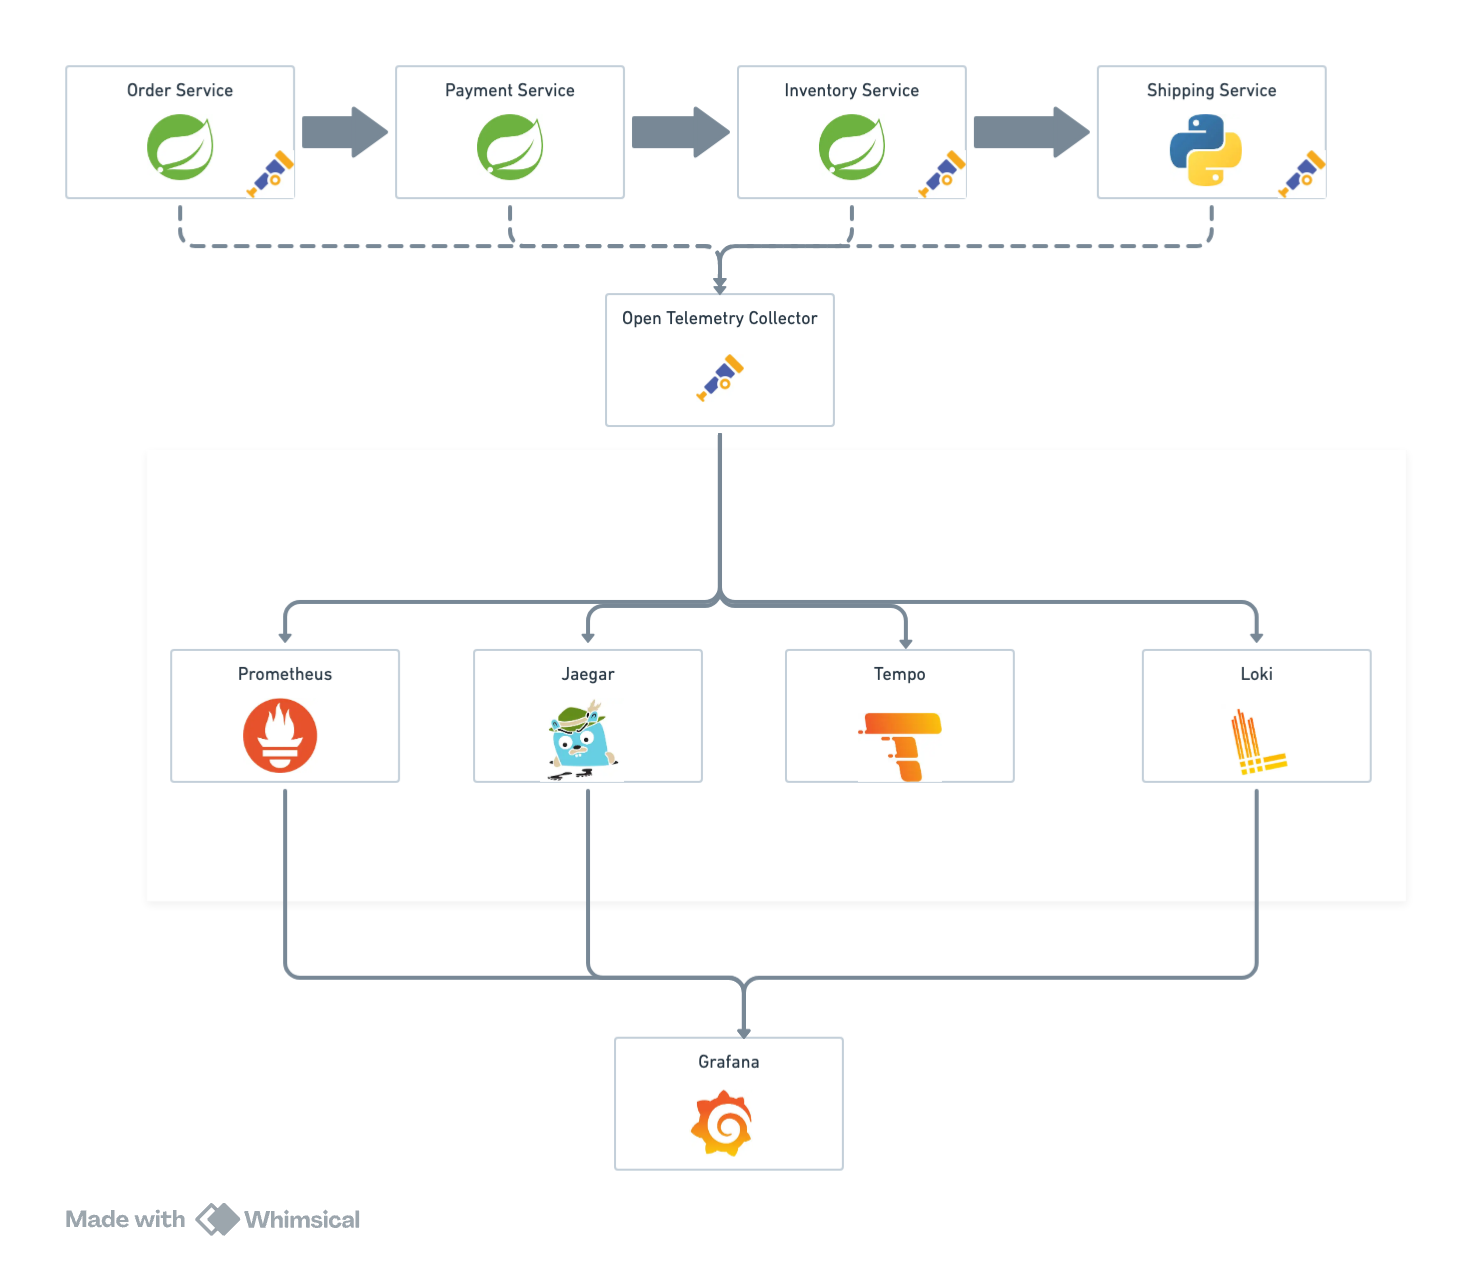 Order Service
Payment Service
Inventory Service
Shipping Service
Open Telemetry Collector
Prometheus
Jaegar
Tempo
Loki
Grafana
Made with Whimsical